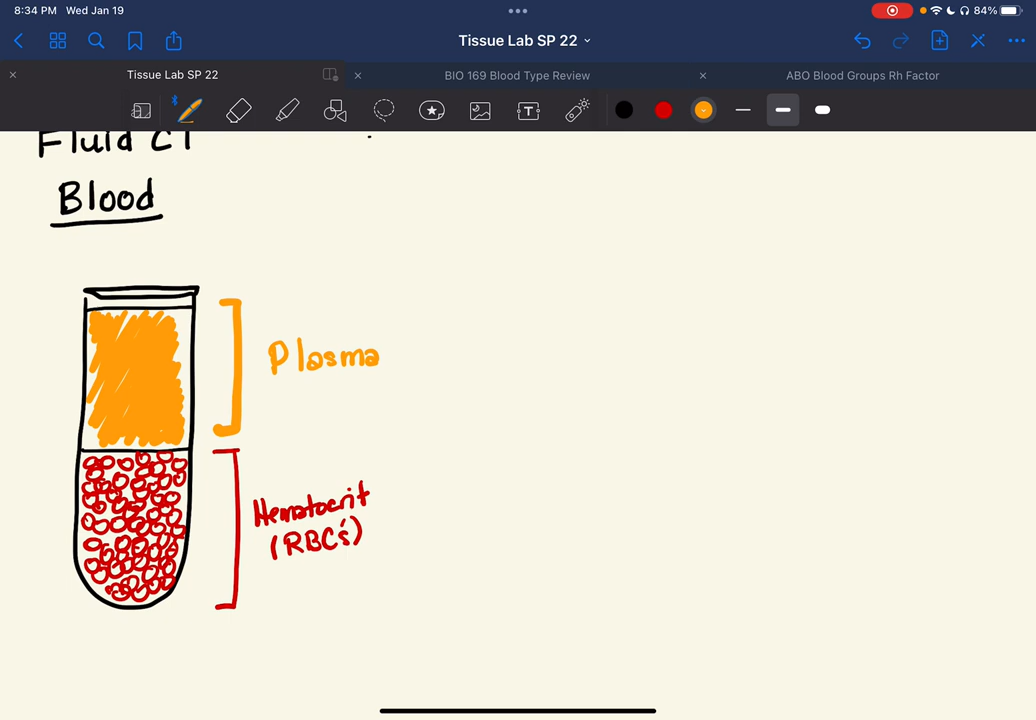 8:34 PM Wed Jan 19
84%
Tissue Lab SP 22
Tissue Lab SP 22
BIO 169 Blood Type Review
ABO Blood Groups Rh Factor
T
Fluid CT
Blood
Plasma
Hematocrit
(RBC's)